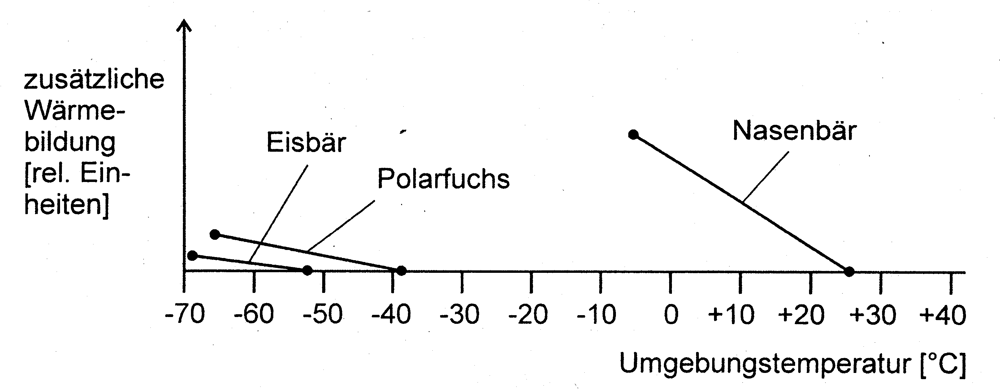 zusätzliche
Wärme-
bildung
[rel. Ein-
heiten]
Eisbär
Polarfuchs
Nasenbär
-70 -60 -50 -40 -30 -20 -10 0 +10 +20 +30 +40
Umgebungstemperatur [°C]